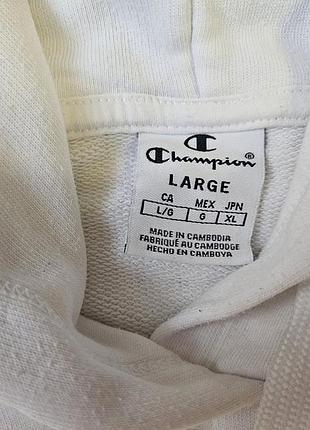 Champion®
LARGE
CA MEX JPN
L/G G XL
MADE IN CAMBODIA
FABRIQUÉ AU CAMBODGE
HECHO EN CAMBOYA